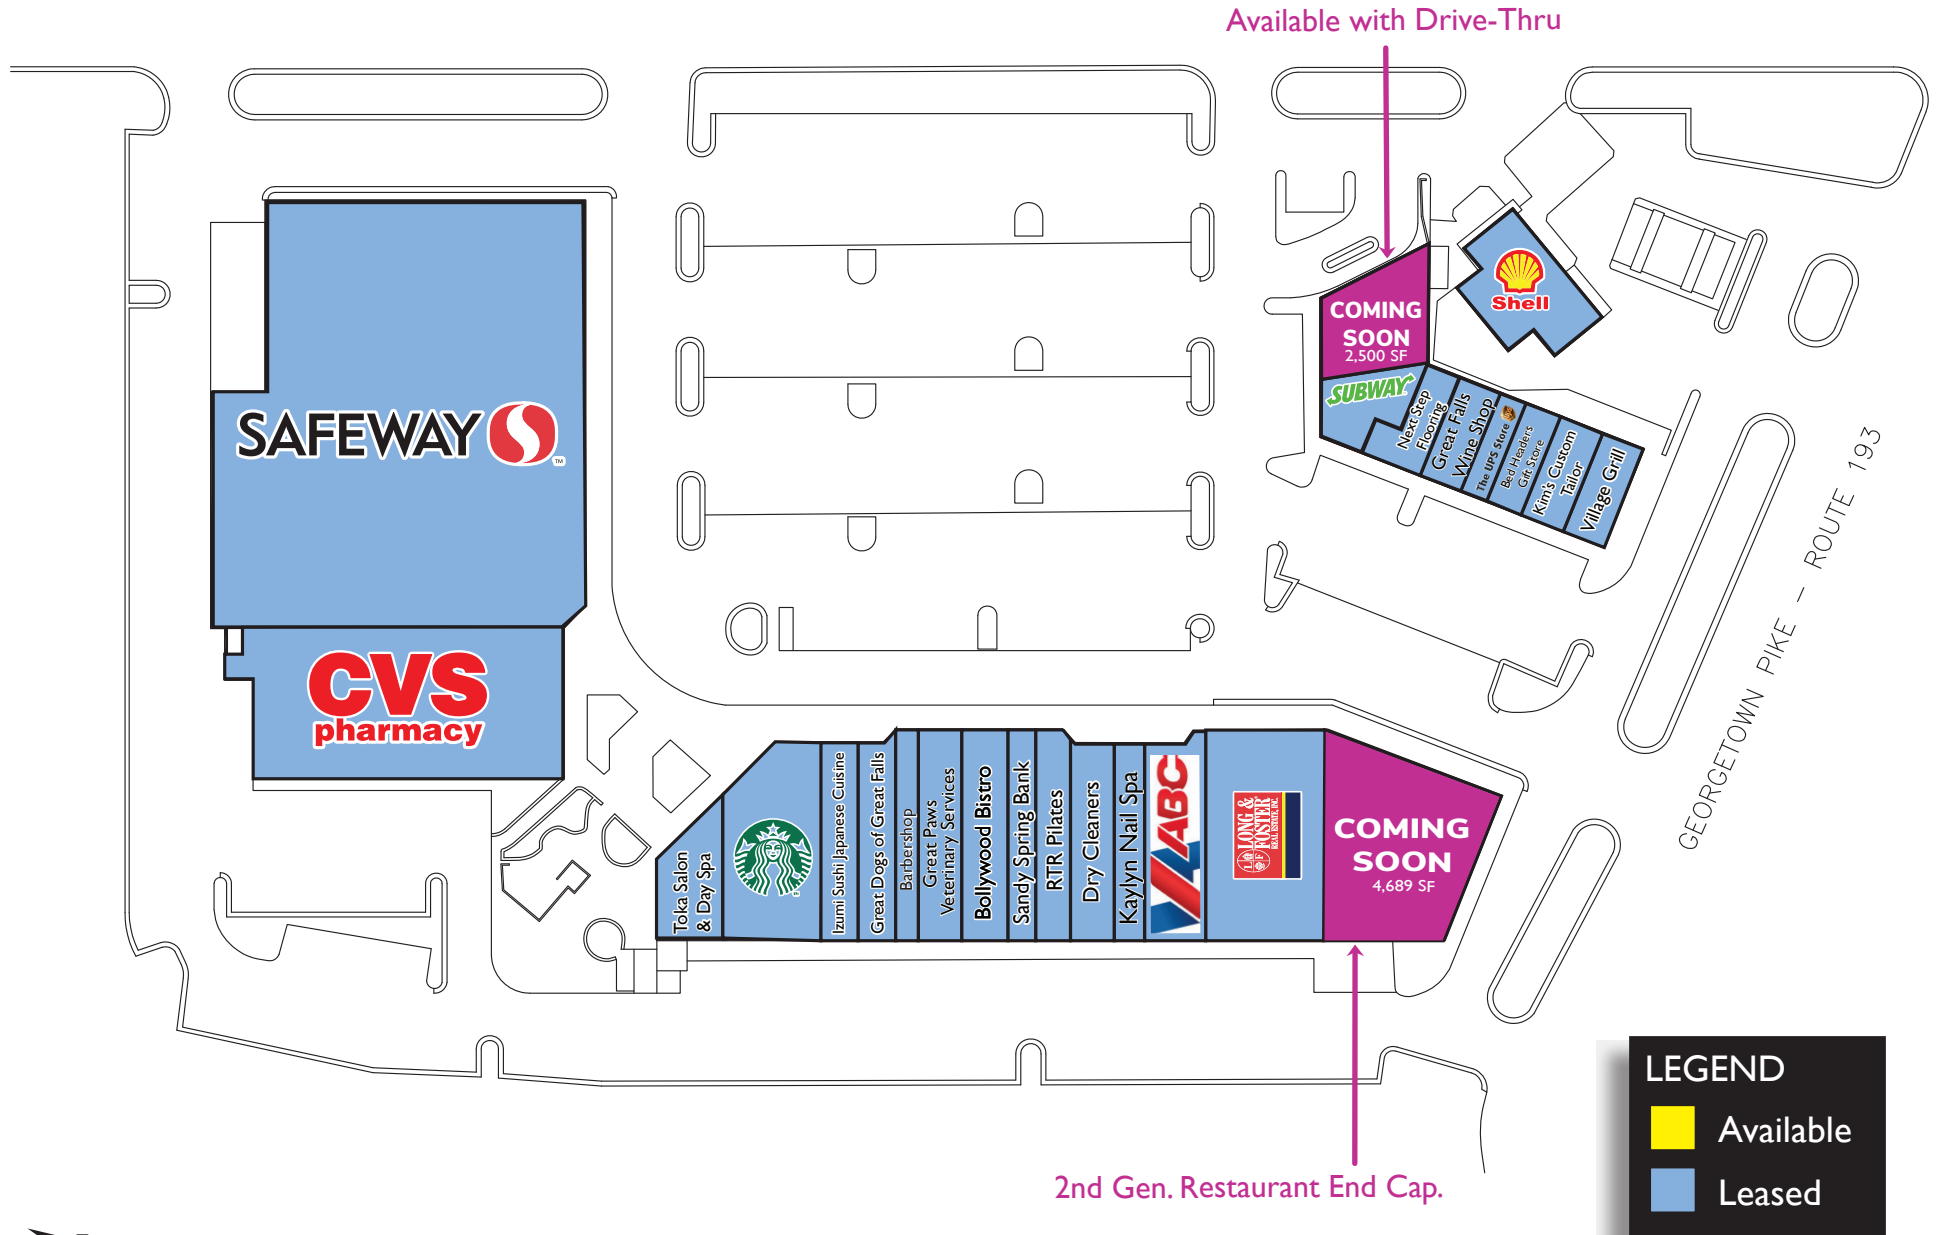 Available with Drive-Thru
Shell
COMING
SOON
2,500 SF
SUBWAY
Next Step
Flooring
Great Falls
Wine Shop
The UPS Store
Bed Headers
Gift Store
Kim's Custom
Tailor
Village Grill
SAFEWAY
TM
GEORGETOWN PIKE – ROUTE 193
CVS
pharmacy
Toka Salon
& Day Spa
Izumi Sushi Japanese Cuisine
Great Dogs of Great Falls
Barbershop
Great Paws
Veterinary Services
Bollywood Bistro
Sandy Spring Bank
RTR Pilates
Dry Cleaners
Kaylyn Nail Spa
ABC
LONG &
FOSTER
REAL ESTATE, INC.
COMING
SOON
4,689 SF
2nd Gen. Restaurant End Cap.
LEGEND
Available
Leased